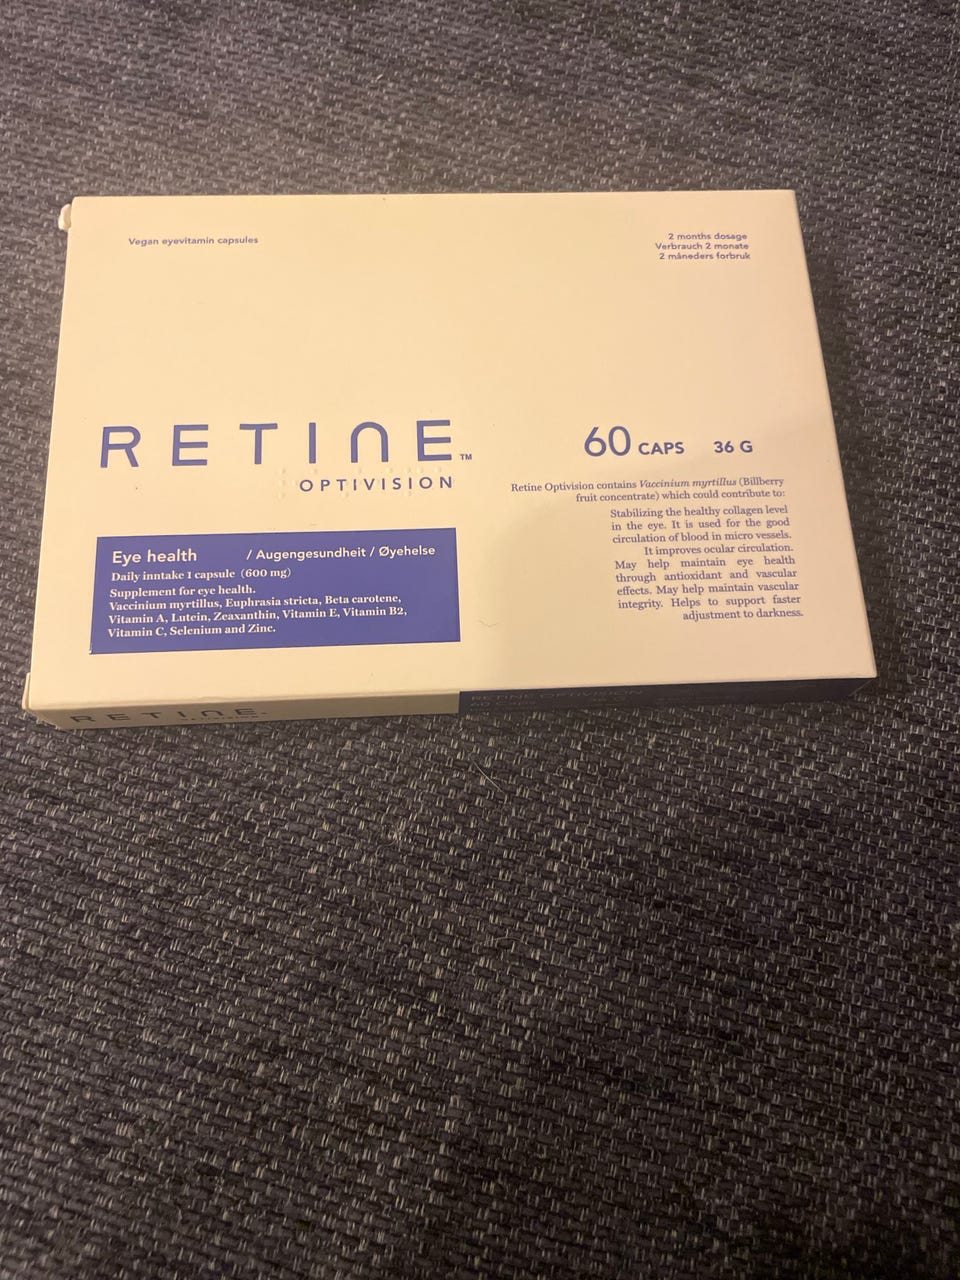 Vegan eyevitamin capsules
2 months dosage
Verbrauch 2 monate
2 måneders forbruk
RETINE™
OPTIVISION
60 CAPS 36 G
Retine Optivision contains Vaccinium myrtillus (Billberry
fruit concentrate) which could contribute to:
Stabilizing the healthy collagen level
in the eye. It is used for the good
circulation of blood in micro vessels.
It improves ocular circulation.
May help maintain eye health
through antioxidant and vascular
effects. May help maintain vascular
integrity. Helps to support faster
adjustment to darkness.
Eye health / Augengesundheit / Øyehelse
Daily inntake 1 capsule (600 mg)
Supplement for eye health.
Vaccinium myrtillus, Euphrasia stricta, Beta carotene,
Vitamin A, Lutein, Zeaxanthin, Vitamin E, Vitamin B2,
Vitamin C, Selenium and Zinc.
RETINE
RETINE OPTIVISION